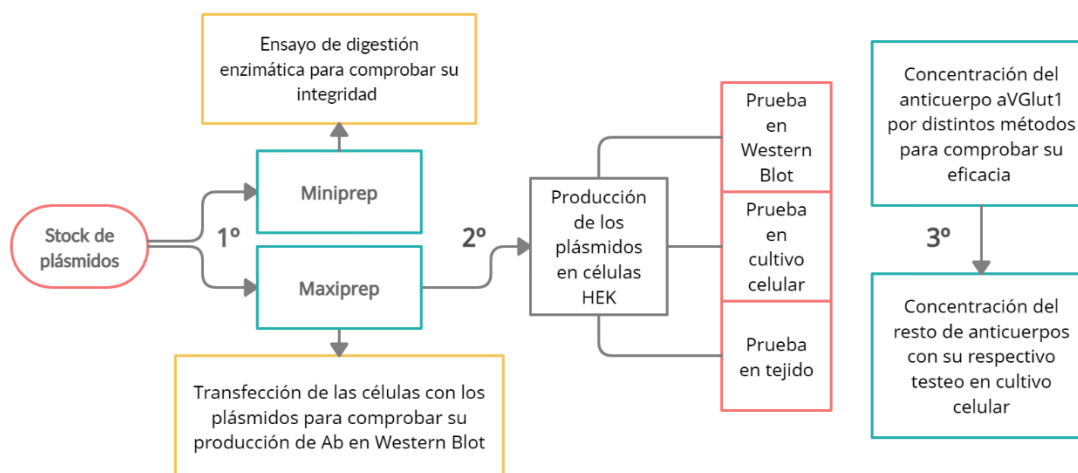 Ensayo de digestión
enzimática para comprobar su
integridad
Stock de
plásmidos
1º
Miniprep
Maxiprep
Transfección de las células con los
plásmidos para comprobar su
producción de Ab en Western Blot
2º
Producción
de los
plásmidos
en células
HEK
Prueba
en
Western
Blot
Prueba
en
cultivo
celular
Prueba
en tejido
Concentración del
anticuerpo aVGlut1
por distintos métodos
para comprobar su
eficacia
3º
Concentración del
resto de anticuerpos
con su respectivo
testeo en cultivo
celular